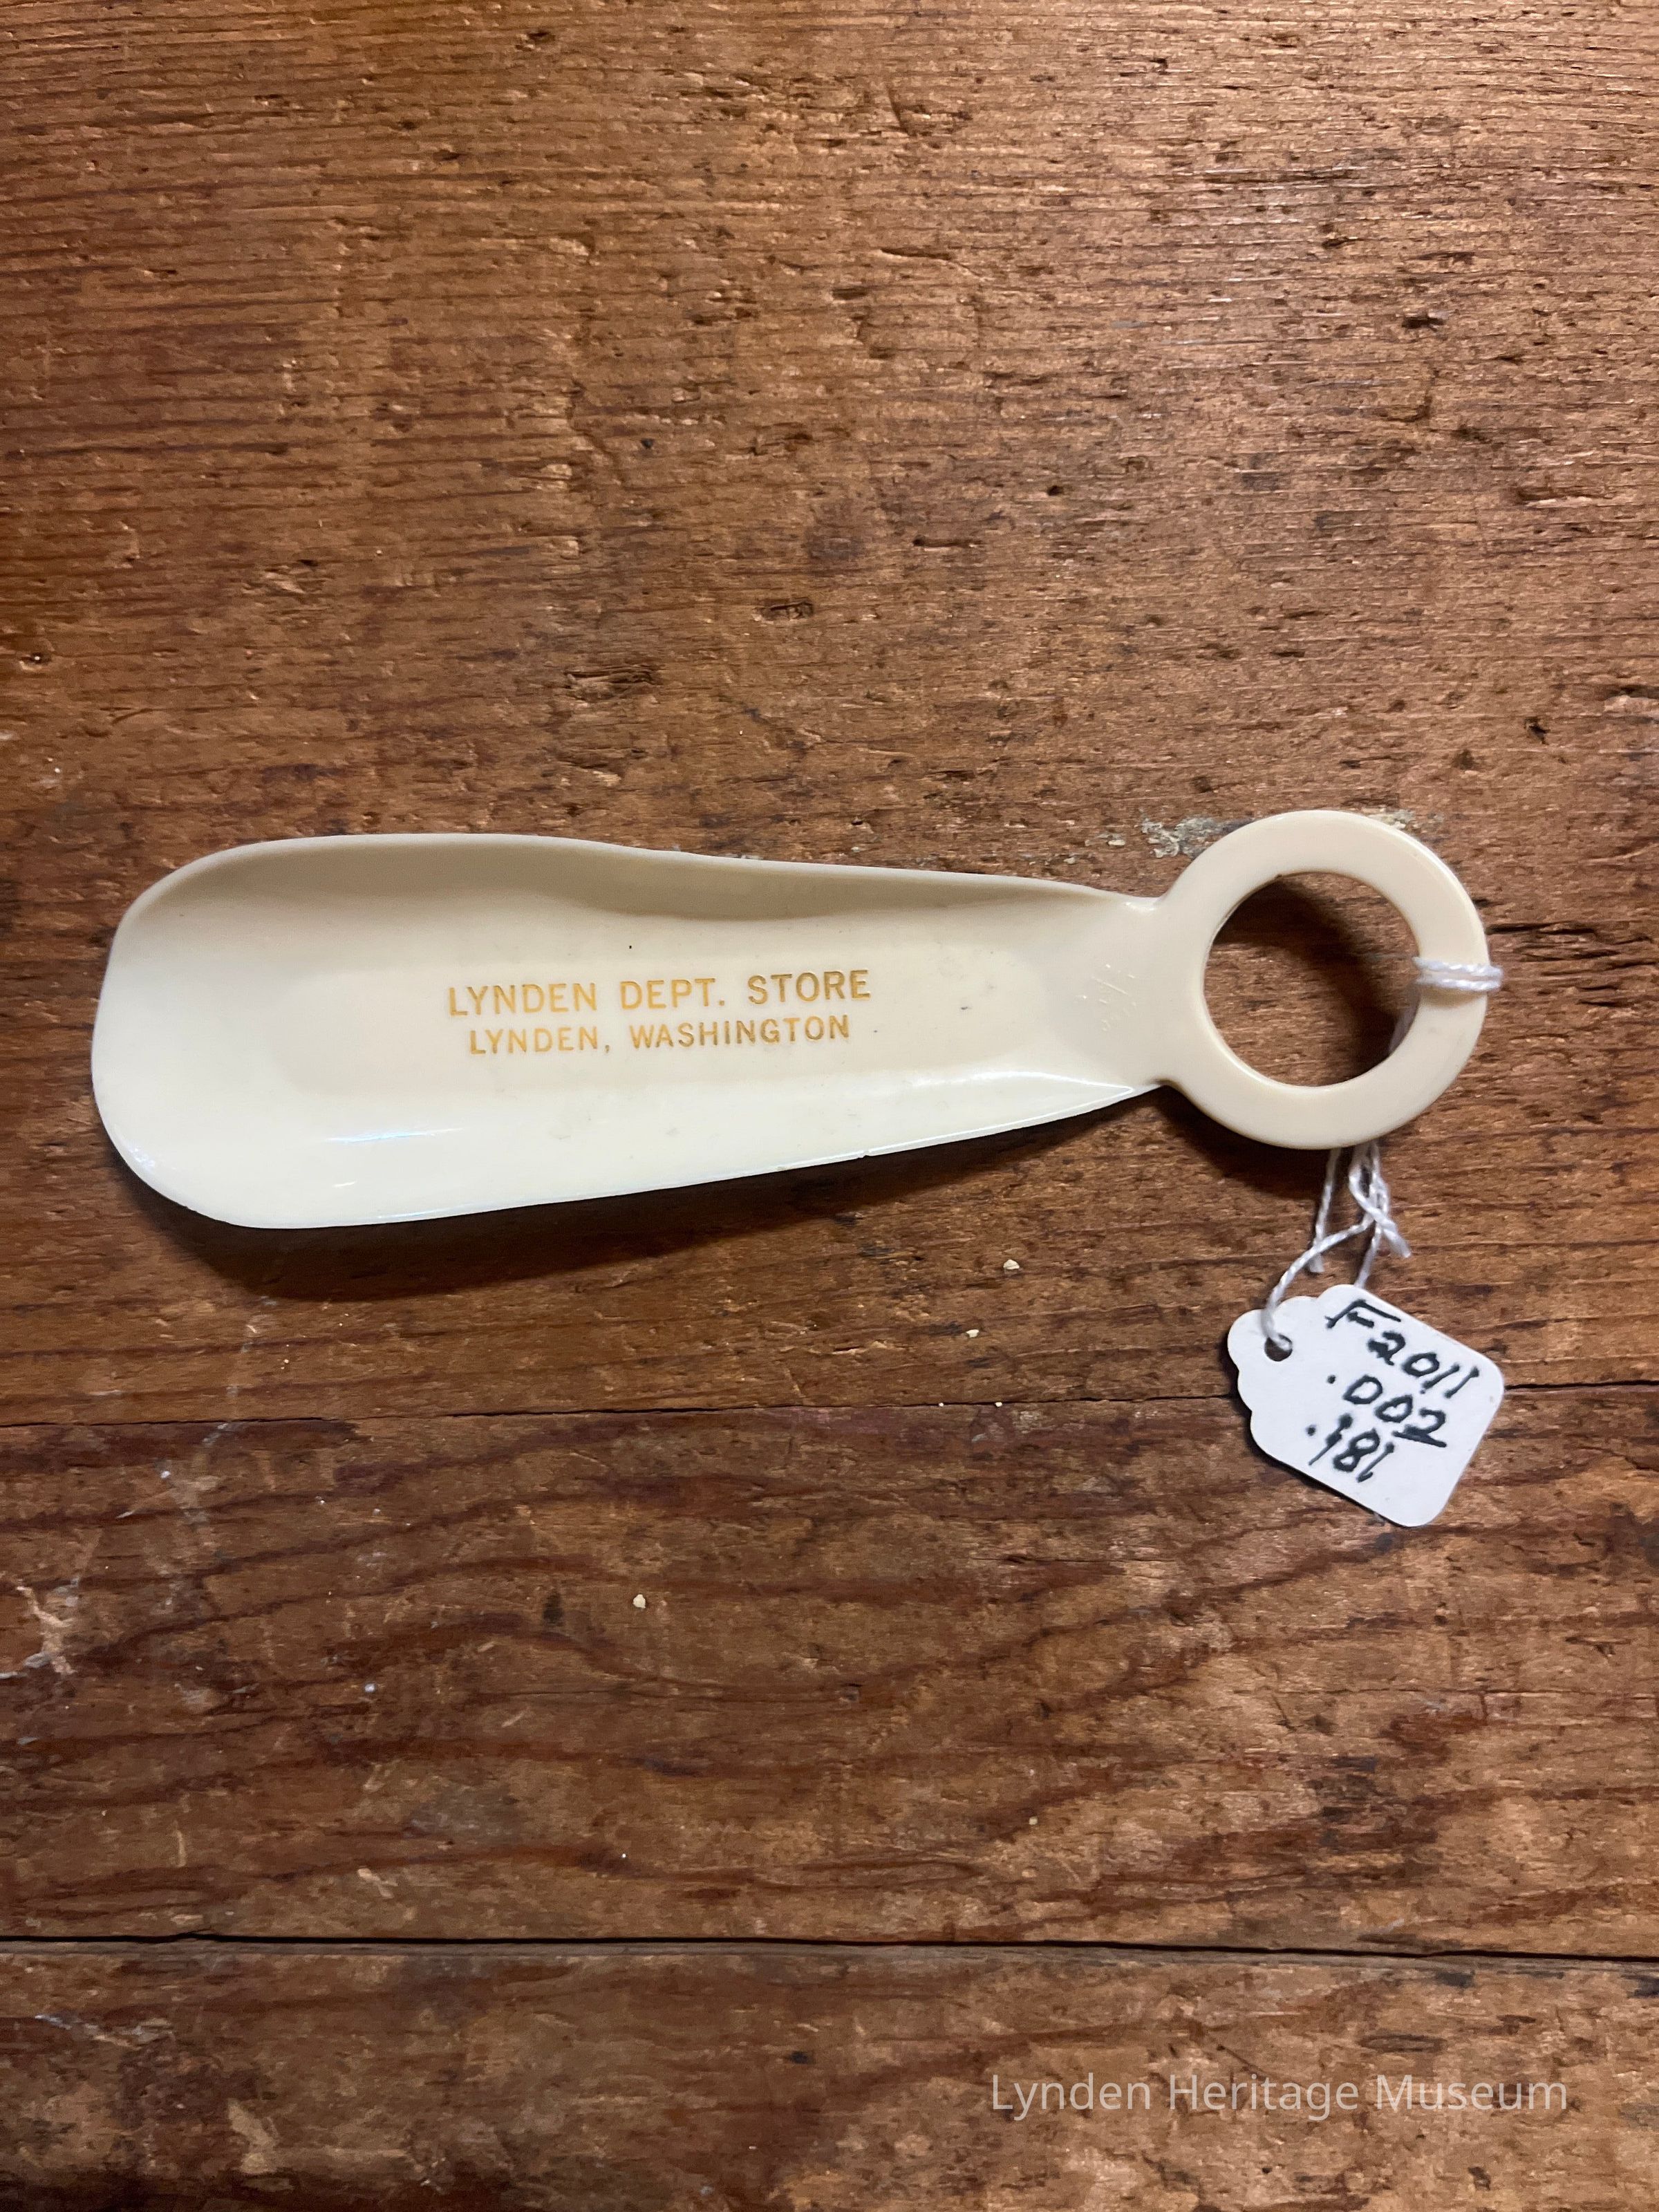 LYNDEN DEPT. STORE
LYNDEN, WASHINGTON
F2011
.002
.181
Lynden Heritage Museum